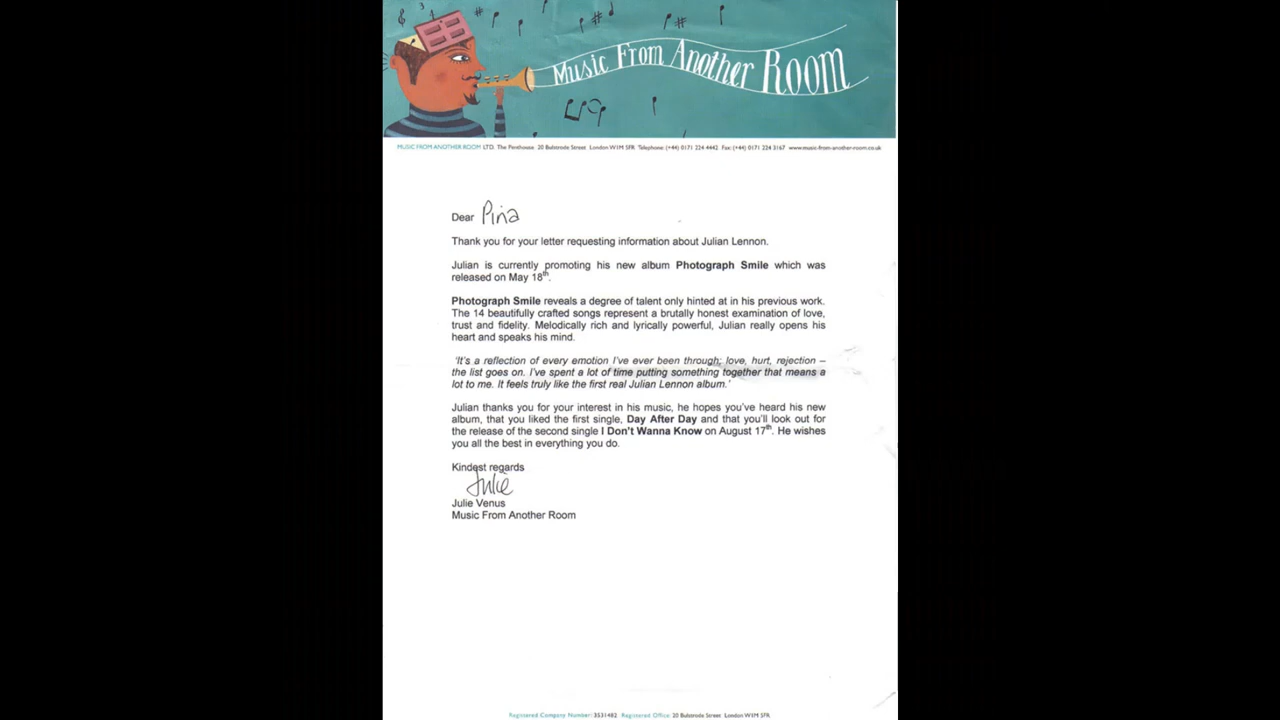 Music From Another Room
MUSIC FROM ANOTHER ROOM LTD. The Penthouse 20 Bulstrode Street London W1M 5FR Telephone: (+44) 0171 224 4442 Fax: (+44) 0171 224 3167 www.music-from-another-room.co.uk
Dear Pina
Thank you for your letter requesting information about Julian Lennon.
Julian is currently promoting his new album Photograph Smile which was
released on May 18th.
Photograph Smile reveals a degree of talent only hinted at in his previous work.
The 14 beautifully crafted songs represent a brutally honest examination of love,
trust and fidelity. Melodically rich and lyrically powerful, Julian really opens his
heart and speaks his mind.
'It's a reflection of every emotion I've ever been through; love, hurt, rejection –
the list goes on. I've spent a lot of time putting something together that means a
lot to me. It feels truly like the first real Julian Lennon album.'
Julian thanks you for your interest in his music, he hopes you've heard his new
album, that you liked the first single, Day After Day and that you'll look out for
the release of the second single I Don't Wanna Know on August 17th. He wishes
you all the best in everything you do.
Kindest regards
Julie
Julie Venus
Music From Another Room
Registered Company Number: 3531482 Registered Office: 20 Bulstrode Street London W1M 5FR.